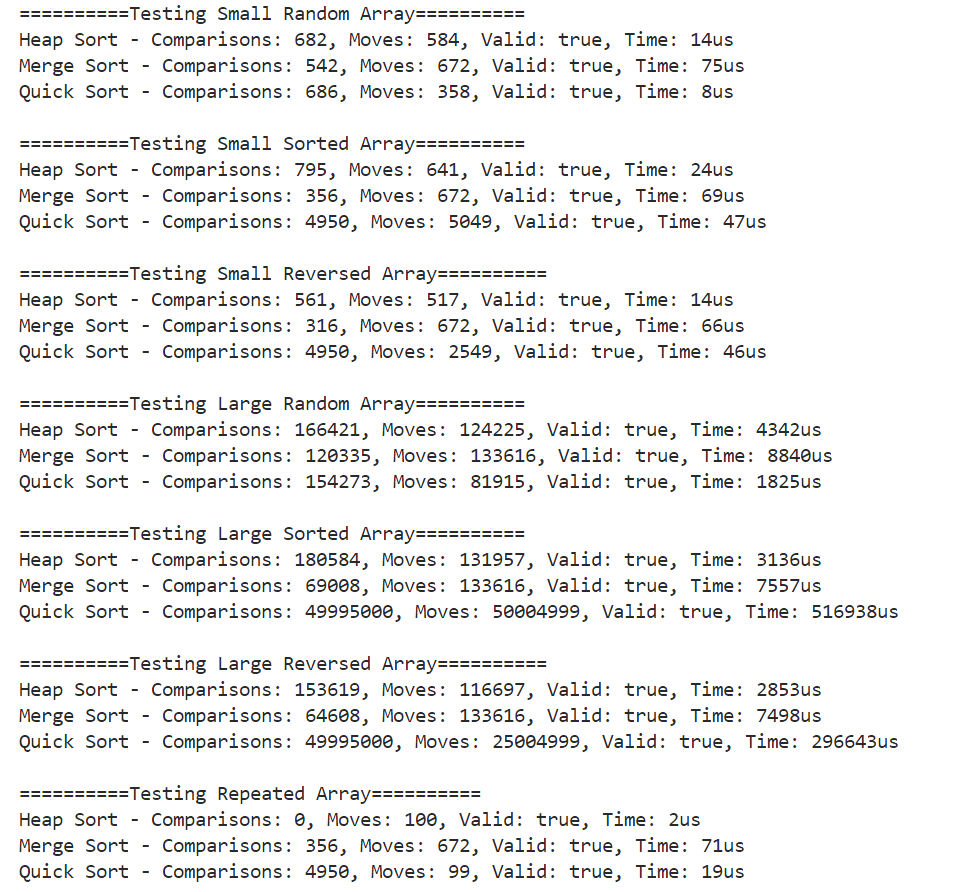 ==========Testing Small Random Array==========
Heap Sort - Comparisons: 682, Moves: 584, Valid: true, Time: 14us
Merge Sort - Comparisons: 542, Moves: 672, Valid: true, Time: 75us
Quick Sort - Comparisons: 686, Moves: 358, Valid: true, Time: 8us
==========Testing Small Sorted Array==========
Heap Sort - Comparisons: 795, Moves: 641, Valid: true, Time: 24us
Merge Sort - Comparisons: 356, Moves: 672, Valid: true, Time: 69us
Quick Sort - Comparisons: 4950, Moves: 5049, Valid: true, Time: 47us
==========Testing Small Reversed Array==========
Heap Sort - Comparisons: 561, Moves: 517, Valid: true, Time: 14us
Merge Sort - Comparisons: 316, Moves: 672, Valid: true, Time: 66us
Quick Sort - Comparisons: 4950, Moves: 2549, Valid: true, Time: 46us
==========Testing Large Random Array==========
Heap Sort - Comparisons: 166421, Moves: 124225, Valid: true, Time: 4342us
Merge Sort - Comparisons: 120335, Moves: 133616, Valid: true, Time: 8840us
Quick Sort - Comparisons: 154273, Moves: 81915, Valid: true, Time: 1825us
==========Testing Large Sorted Array==========
Heap Sort - Comparisons: 180584, Moves: 131957, Valid: true, Time: 3136us
Merge Sort - Comparisons: 69008, Moves: 133616, Valid: true, Time: 7557us
Quick Sort - Comparisons: 49995000, Moves: 50004999, Valid: true, Time: 516938us
==========Testing Large Reversed Array==========
Heap Sort - Comparisons: 153619, Moves: 116697, Valid: true, Time: 2853us
Merge Sort - Comparisons: 64608, Moves: 133616, Valid: true, Time: 7498us
Quick Sort - Comparisons: 49995000, Moves: 25004999, Valid: true, Time: 296643us
==========Testing Repeated Array==========
Heap Sort - Comparisons: 0, Moves: 100, Valid: true, Time: 2us
Merge Sort - Comparisons: 356, Moves: 672, Valid: true, Time: 71us
Quick Sort - Comparisons: 4950, Moves: 99, Valid: true, Time: 19us